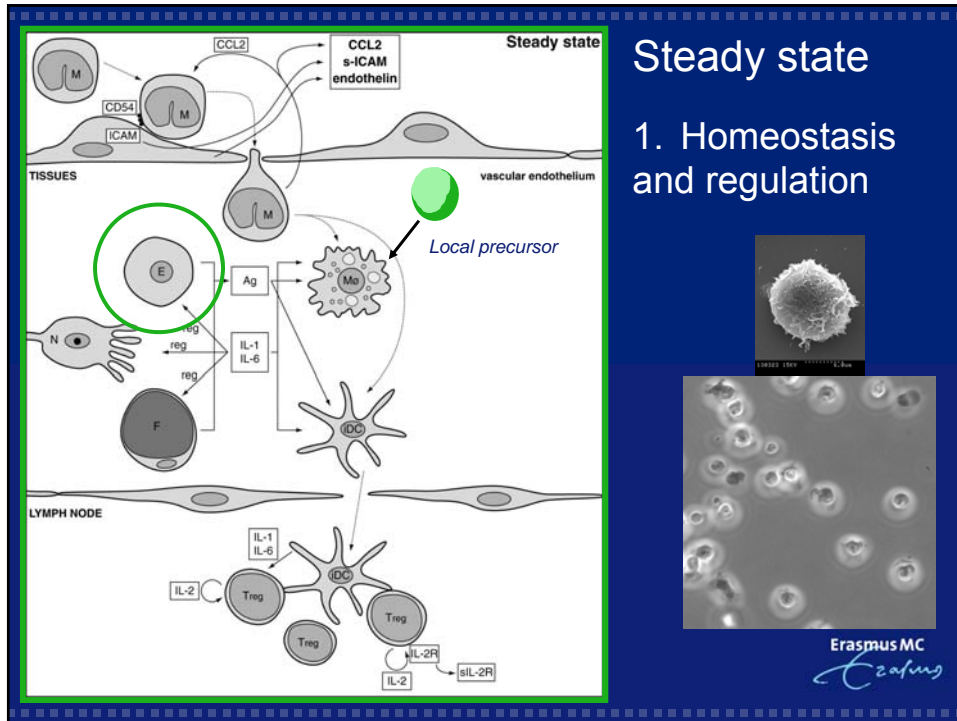 Steady state
CCL2
CCL2
s-ICAM
endothelin
M
M
CD54
ICAM
TISSUES
vascular endothelium
M
Local precursor
E
Ag
Mø
reg
N
reg
IL-1
IL-6
reg
F
iDC
LYMPH NODE
IL-1
IL-6
iDC
IL-2
Treg
Treg
Treg
IL-2R
IL-2
sIL-2R
Steady state
1. Homeostasis
and regulation
Erasmus MC
Erasmus